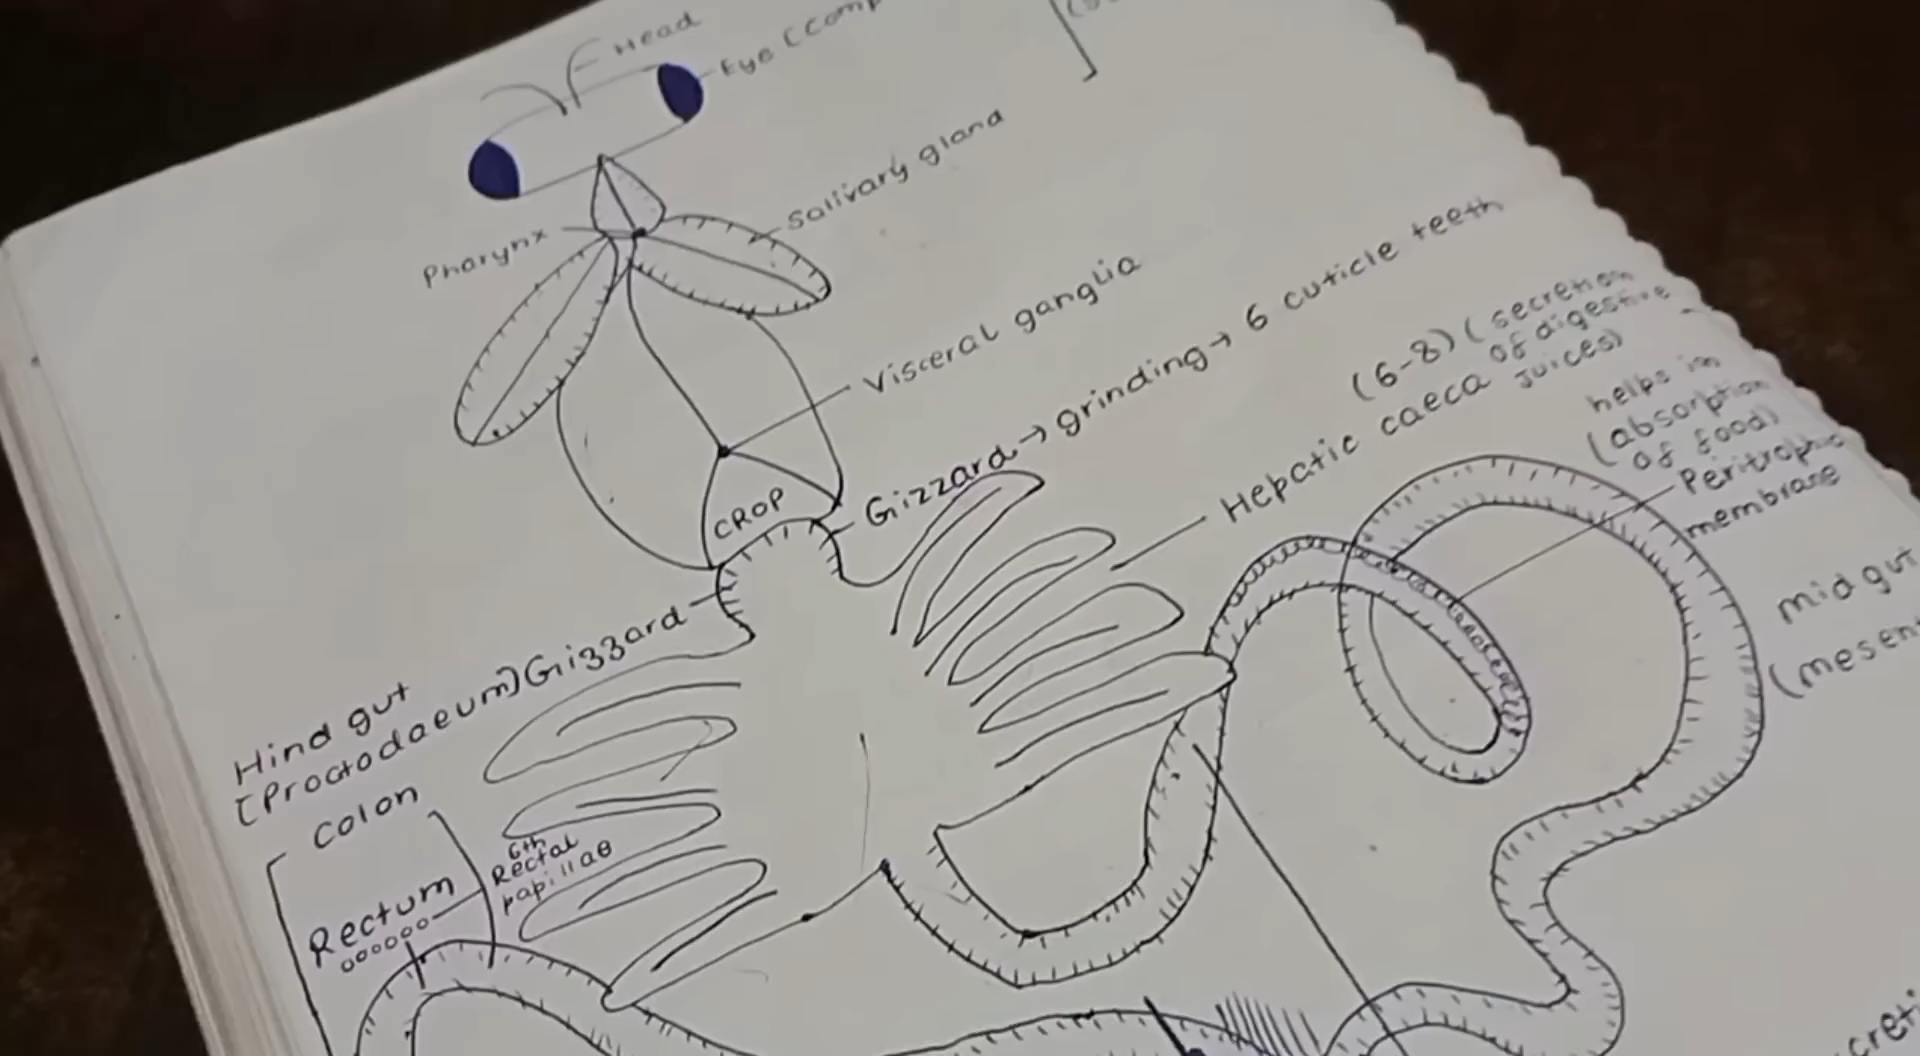 Head
Eye (comp
Salivary gland
Pharynx
Visceral ganglia
Gizzard → grinding → 6 cuticle teeth
CROP
(6-8) (secretion
of digestive
juices)
Hepatic caeca
helps in
(absorption
of food)
Peritrophic
membrane
mid gut
(mesen
Gizzard
Hind gut
(Proctodaeum)
colon
6th
Rectal
papillae
Rectum